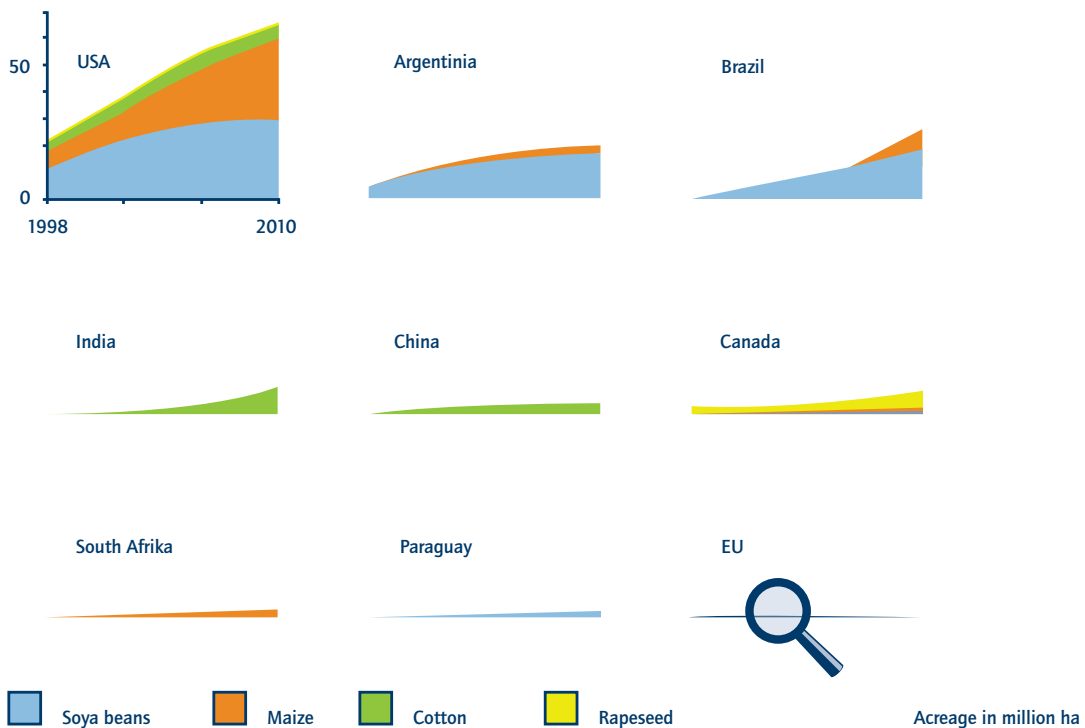 USA
Argentinia
Brazil
50
0
1998
2010
India
China
Canada
South Afrika
Paraguay
EU
Soya beans
Maize
Cotton
Rapeseed
Acreage in million ha